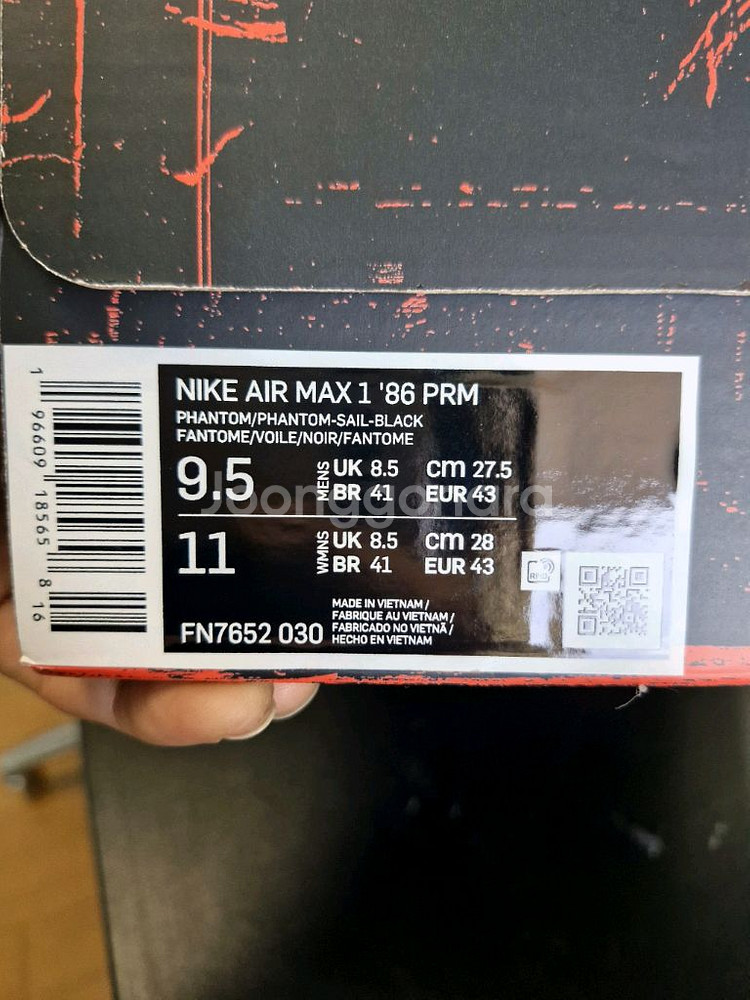 NIKE AIR MAX 1 '86 PRM
PHANTOM/PHANTOM-SAIL-BLACK
FANTOME/VOILE/NOIR/FANTOME
9.5 MENS UK 8.5 cm 27.5
BR 41 EUR 43
11 WMNS UK 8.5 cm 28
BR 41 EUR 43
FN7652 030
MADE IN VIETNAM /
FABRIQUE AU VIETNAM /
FABRICADO NO VIETNÃ /
HECHO EN VIETNAM
RFID
1 96609 18565 8 16
Joonggonara